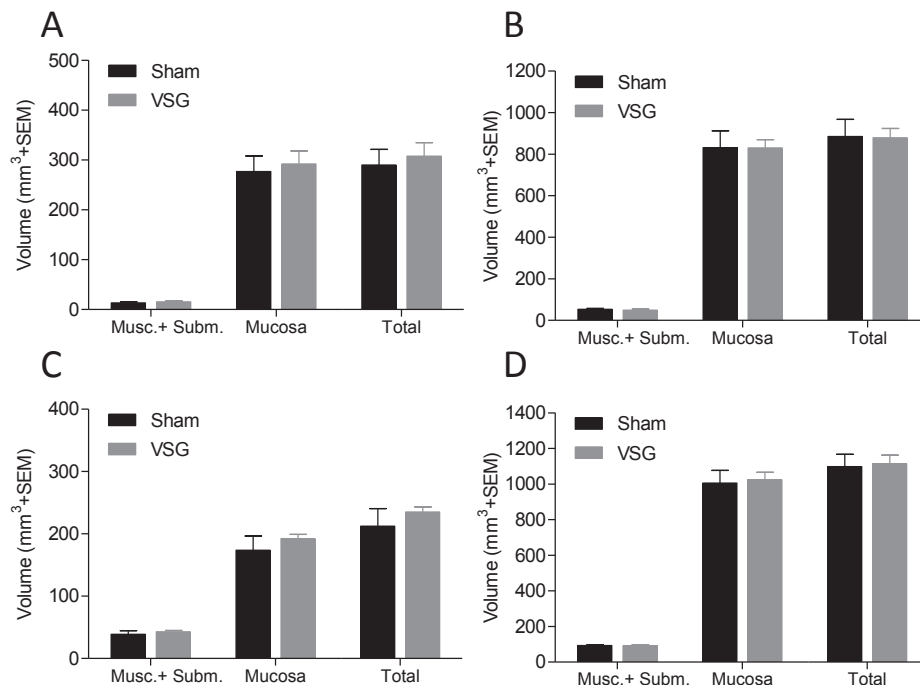 A
Volume (mm³+SEM)
500
400
300
200
100
0
Sham
VSG
Musc.+ Subm.
Mucosa
Total
B
Volume (mm³+SEM)
1200
1000
800
600
400
200
0
Sham
VSG
Musc.+ Subm.
Mucosa
Total
C
Volume (mm³+SEM)
400
300
200
100
0
Sham
VSG
Musc.+ Subm.
Mucosa
Total
D
Volume (mm³+SEM)
1400
1200
1000
800
600
400
200
0
Sham
VSG
Musc.+ Subm.
Mucosa
Total